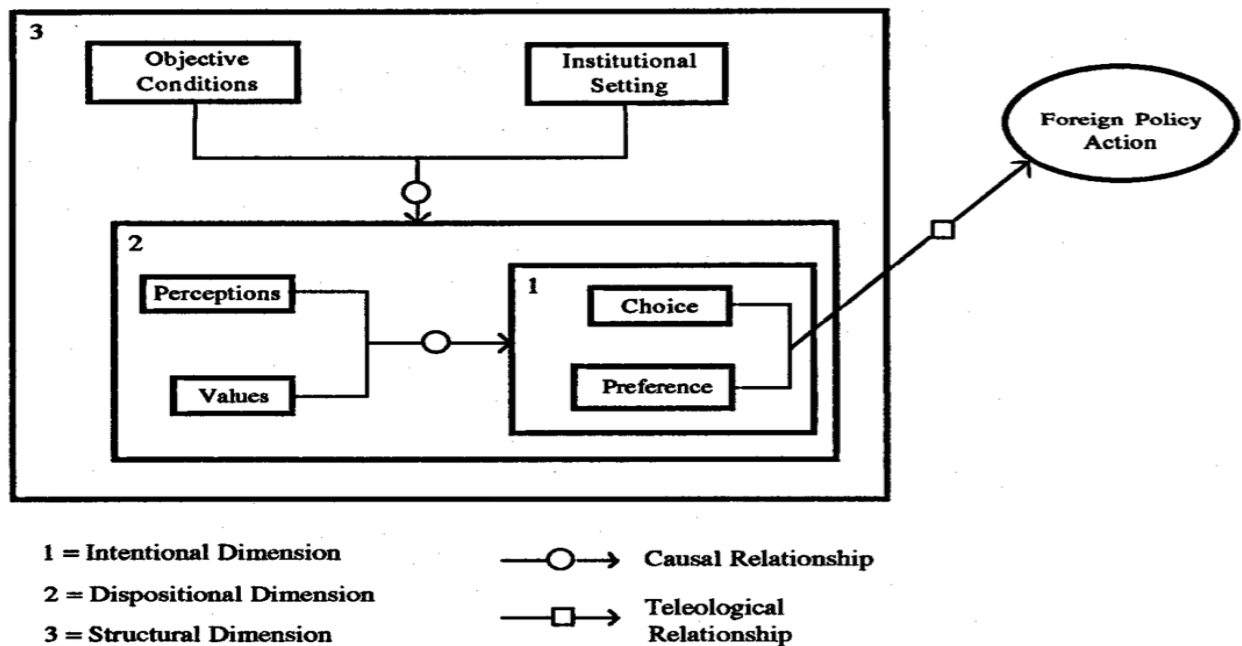 3
Objective
Conditions
Institutional
Setting
Foreign Policy
Action
2
Perceptions
Values
1
Choice
Preference
1 = Intentional Dimension
2 = Dispositional Dimension
3 = Structural Dimension
Causal Relationship
Teleological
Relationship